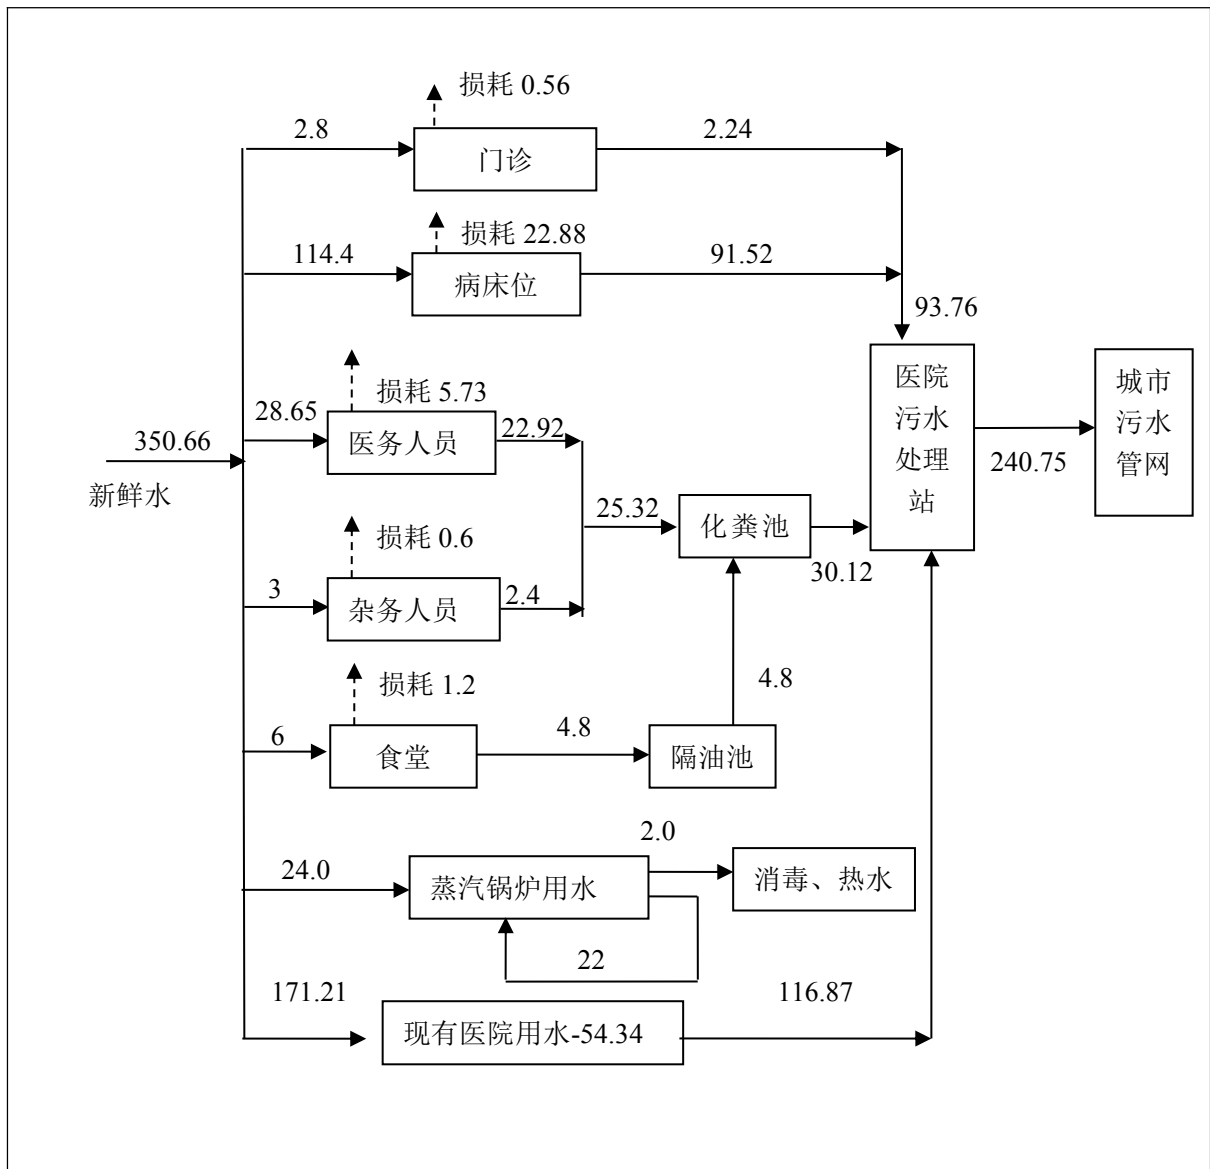 损耗 0.56
2.8
门诊
2.24
损耗 22.88
114.4
病床位
91.52
93.76
损耗 5.73
28.65
医务人员
22.92
350.66
新鲜水
损耗 0.6
3
杂务人员
2.4
25.32
化粪池
30.12
医院
污水
处理
站
240.75
城市
污水
管网
损耗 1.2
6
食堂
4.8
隔油池
4.8
24.0
蒸汽锅炉用水
2.0
消毒、热水
22
171.21
现有医院用水-54.34
116.87